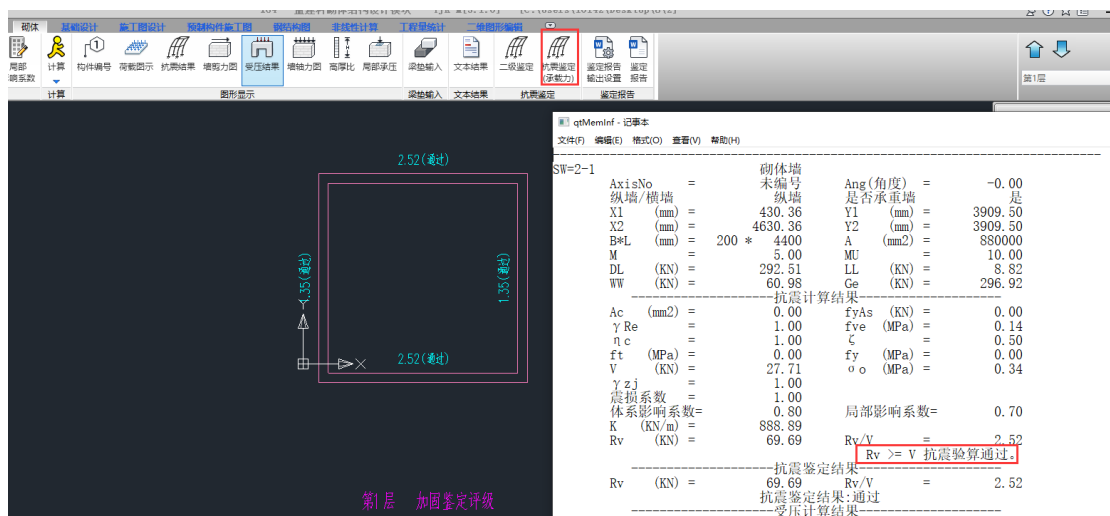 砌体 基础设计 施工图设计 预制构件施工图 钢结构图 非线性计算 工程量统计 二维图形编辑
局部 计算 构件编号 荷载图示 抗震结果 墙剪力图 受压结果 墙轴力图 高厚比 局部承压 梁垫输入 文本结果 二级鉴定 抗震鉴定 鉴定报告 鉴定
响系数 (承载力) 输出设置 报告
计算 图形显示 梁垫输入 文本结果 抗震鉴定 鉴定报告
第1层
qtMemInf - 记事本
文件(F) 编辑(E) 格式(O) 查看(V) 帮助(H)
SW=2-1 砌体墙
AxisNo = 未编号 Ang(角度) = -0.00
纵墙/横墙 纵墙 是否承重墙 是
X1 (mm) = 430.36 Y1 (mm) = 3909.50
X2 (mm) = 4630.36 Y2 (mm) = 3909.50
B*L (mm) = 200 * 4400 A (mm2) = 880000
M = 5.00 MU = 10.00
DL (KN) = 292.51 LL (KN) = 8.82
WW (KN) = 60.98 Ge (KN) = 296.92
--------------------抗震计算结果--------------------
Ac (mm2) = 0.00 fyAs (KN) = 0.00
γRe = 1.00 fve (MPa) = 0.14
ηc = 1.00 ζ = 0.50
ft (MPa) = 0.00 fy (MPa) = 0.00
V (KN) = 27.71 σo (MPa) = 0.34
γzj = 1.00
震损系数 = 1.00
体系影响系数= 0.80 局部影响系数= 0.70
K (KN/m) = 888.89
Rv (KN) = 69.69 Rv/V = 2.52
Rv >= V 抗震验算通过。
--------------------抗震鉴定结果--------------------
Rv (KN) = 69.69 Rv/V = 2.52
抗震鉴定结果:通过
--------------------受压计算结果--------------------
2.52(通过)
1.35(通过)
1.35(通过)
2.52(通过)
Y
X
第1层 加固鉴定评级